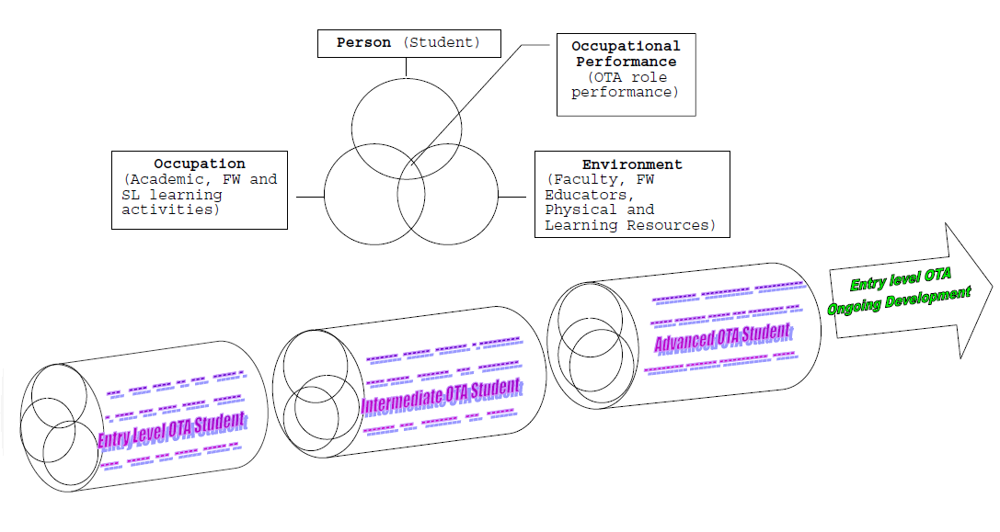 Person (Student)
Occupational
Performance
(OTA role
performance)
Occupation
(Academic, FW and
SL learning
activities)
Environment
(Faculty, FW
Educators,
Physical and
Learning Resources)
Entry level OTA
Ongoing Development
Advanced OTA Student
Intermediate OTA Student
Entry Level OTA Student